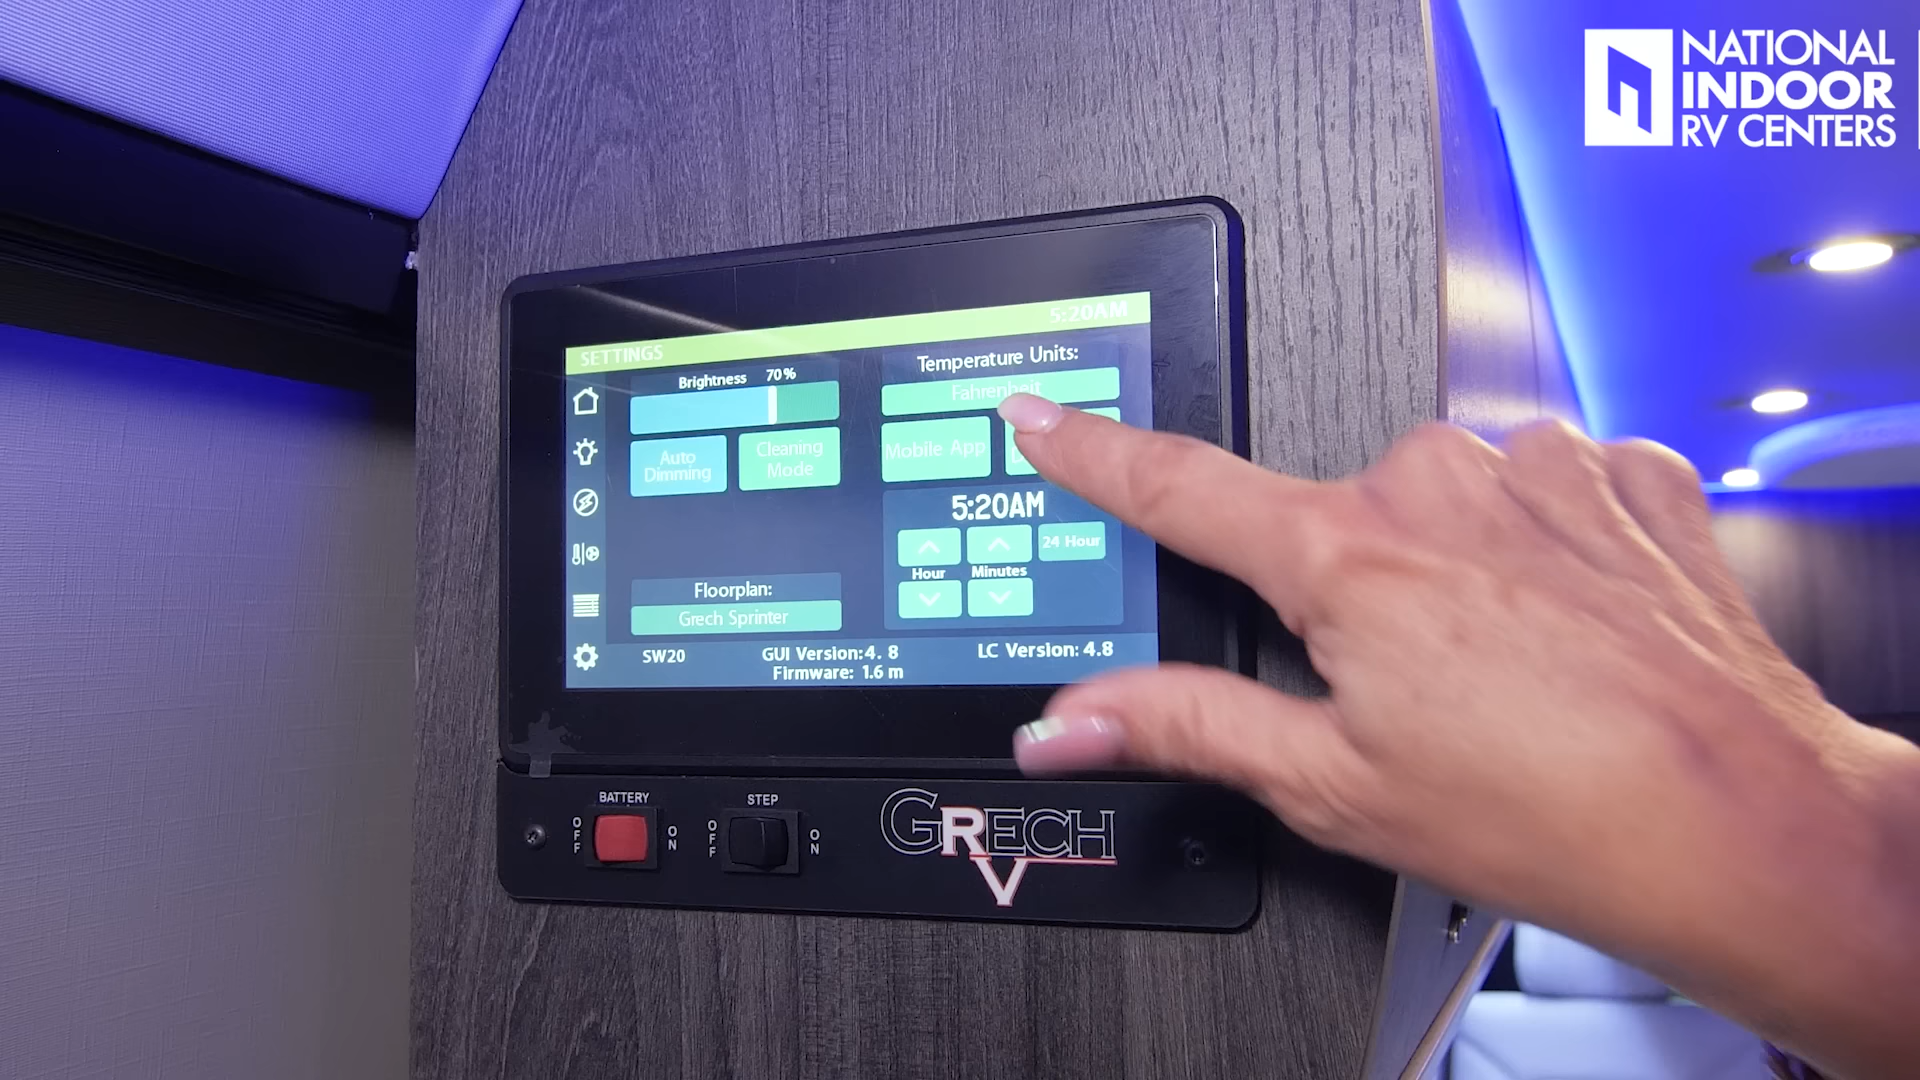 NATIONAL
INDOOR
RV CENTERS
5:20AM
SETTINGS
Brightness 70%
Auto
Dimming
Cleaning
Mode
Temperature Units:
Fahrenheit
Mobile App
5:20AM
24 Hour
Hour
Minutes
Floorplan:
Grech Sprinter
SW20
GUI Version:4. 8
Firmware: 1.6 m
LC Version: 4.8
BATTERY
OFF
ON
STEP
OFF
ON
GRECH
RV